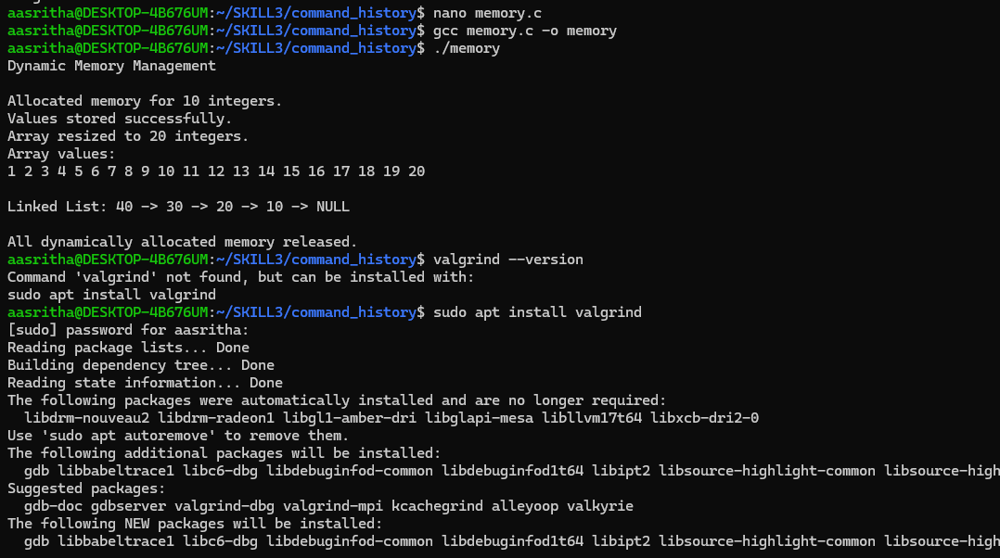 aasritha@DESKTOP-4B676UM:~/SKILL3/command_history$ nano memory.c
aasritha@DESKTOP-4B676UM:~/SKILL3/command_history$ gcc memory.c -o memory
aasritha@DESKTOP-4B676UM:~/SKILL3/command_history$ ./memory
Dynamic Memory Management
Allocated memory for 10 integers.
Values stored successfully.
Array resized to 20 integers.
Array values:
1 2 3 4 5 6 7 8 9 10 11 12 13 14 15 16 17 18 19 20
Linked List: 40 -> 30 -> 20 -> 10 -> NULL
All dynamically allocated memory released.
aasritha@DESKTOP-4B676UM:~/SKILL3/command_history$ valgrind --version
Command 'valgrind' not found, but can be installed with:
sudo apt install valgrind
aasritha@DESKTOP-4B676UM:~/SKILL3/command_history$ sudo apt install valgrind
[sudo] password for aasritha:
Reading package lists... Done
Building dependency tree... Done
Reading state information... Done
The following packages were automatically installed and are no longer required:
  libdrm-nouveau2 libdrm-radeon1 libgl1-amber-dri libglapi-mesa libllvm17t64 libxcb-dri2-0
Use 'sudo apt autoremove' to remove them.
The following additional packages will be installed:
  gdb libbabeltrace1 libc6-dbg libdebuginfod-common libdebuginfod1t64 libipt2 libsource-highlight-common libsource-high
Suggested packages:
  gdb-doc gdbserver valgrind-dbg valgrind-mpi kcachegrind alleyoop valkyrie
The following NEW packages will be installed:
  gdb libbabeltrace1 libc6-dbg libdebuginfod-common libdebuginfod1t64 libipt2 libsource-highlight-common libsource-high